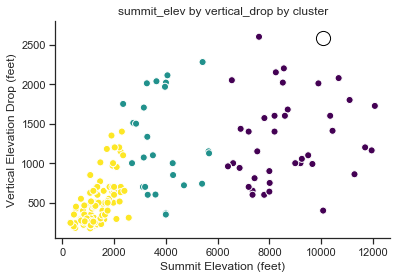 summit_elev by vertical_drop by cluster
Vertical Elevation Drop (feet)
2500
2000
1500
1000
500
0 2000 4000 6000 8000 10000 12000
Summit Elevation (feet)